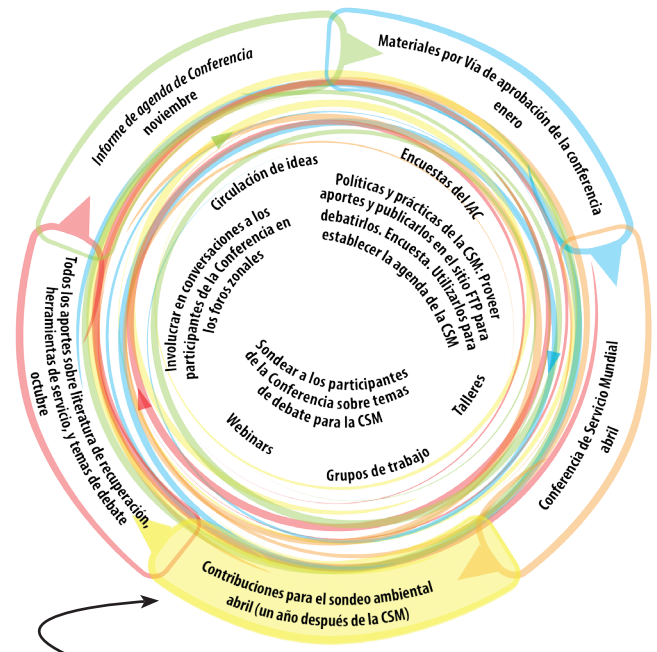 Informe de agenda de Conferencia
noviembre
Materiales por Vía de aprobación de la conferencia
enero
Conferencia de Servicio Mundial
abril
Contribuciones para el sondeo ambiental
abril (un año después de la CSM)
Todos los aportes sobre literatura de recuperación,
herramientas de servicio, y temas de debate
octubre
Circulación de ideas
Encuestas del IAC
Involucrar en conversaciones a los
participantes de la Conferencia en
los foros zonales
Políticas y prácticas de la CSM: Proveer
aportes y publicarlos en el sitio FTP para
debatirlos. Encuesta. Utilizarlos para
establecer la agenda de la CSM
Sondear a los participantes
de la Conferencia sobre temas
de debate para la CSM
Talleres
Webinars
Grupos de trabajo